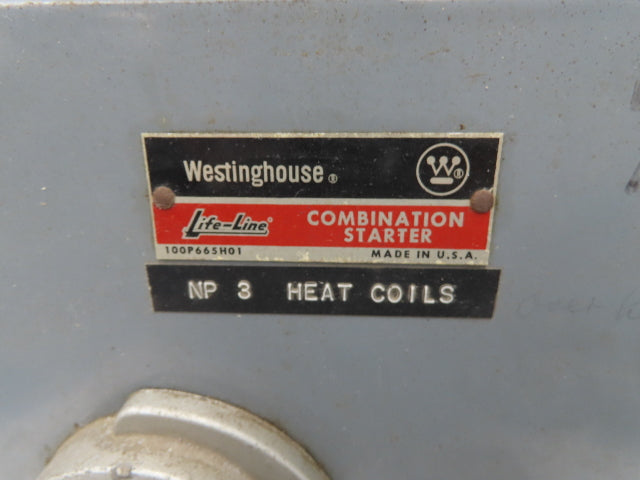 Westinghouse ® W ®
Life-Line ® COMBINATION
STARTER
100P665H01 MADE IN U.S.A.
NP 3 HEAT COILS